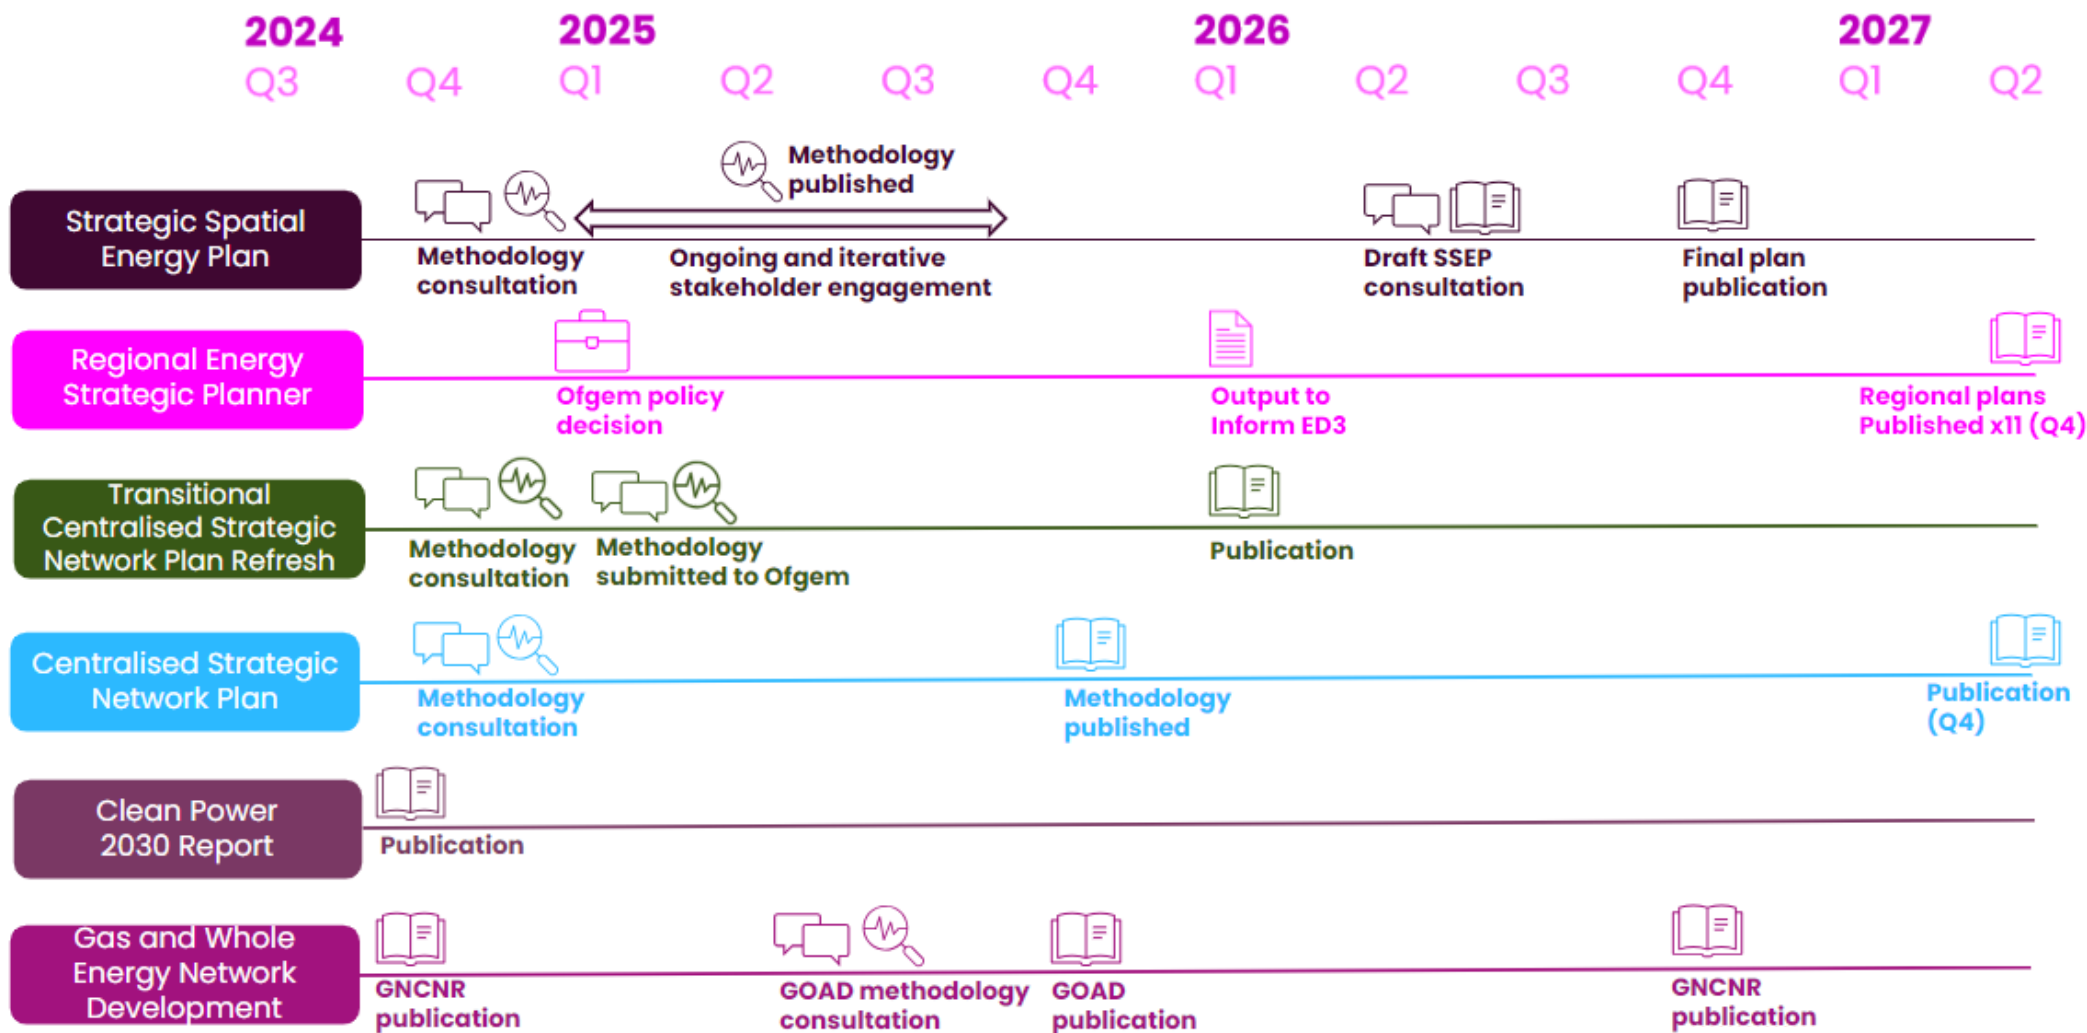 2024 2025 2026 2027
Q3 Q4 Q1 Q2 Q3 Q4 Q1 Q2 Q3 Q4 Q1 Q2
Strategic Spatial
Energy Plan
Methodology
consultation
Methodology
published
Ongoing and iterative
stakeholder engagement
Draft SSEP
consultation
Final plan
publication
Regional Energy
Strategic Planner
Ofgem policy
decision
Output to
Inform ED3
Regional plans
Published x11 (Q4)
Transitional
Centralised Strategic
Network Plan Refresh
Methodology
consultation
Methodology
submitted to Ofgem
Publication
Centralised Strategic
Network Plan
Methodology
consultation
Methodology
published
Publication
(Q4)
Clean Power
2030 Report
Publication
Gas and Whole
Energy Network
Development
GNCNR
publication
GOAD methodology
consultation
GOAD
publication
GNCNR
publication